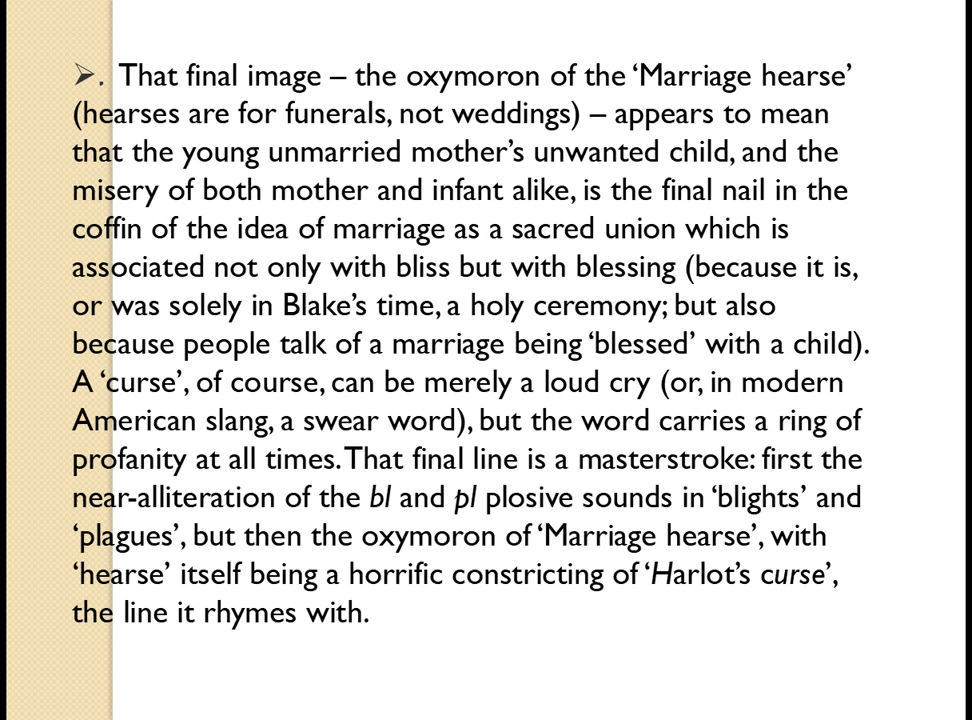 ➢. That final image – the oxymoron of the ‘Marriage hearse’
(hearses are for funerals, not weddings) – appears to mean
that the young unmarried mother’s unwanted child, and the
misery of both mother and infant alike, is the final nail in the
coffin of the idea of marriage as a sacred union which is
associated not only with bliss but with blessing (because it is,
or was solely in Blake’s time, a holy ceremony; but also
because people talk of a marriage being ‘blessed’ with a child).
A ‘curse’, of course, can be merely a loud cry (or, in modern
American slang, a swear word), but the word carries a ring of
profanity at all times. That final line is a masterstroke: first the
near-alliteration of the bl and pl plosive sounds in ‘blights’ and
‘plagues’, but then the oxymoron of ‘Marriage hearse’, with
‘hearse’ itself being a horrific constricting of ‘Harlot’s curse’,
the line it rhymes with.